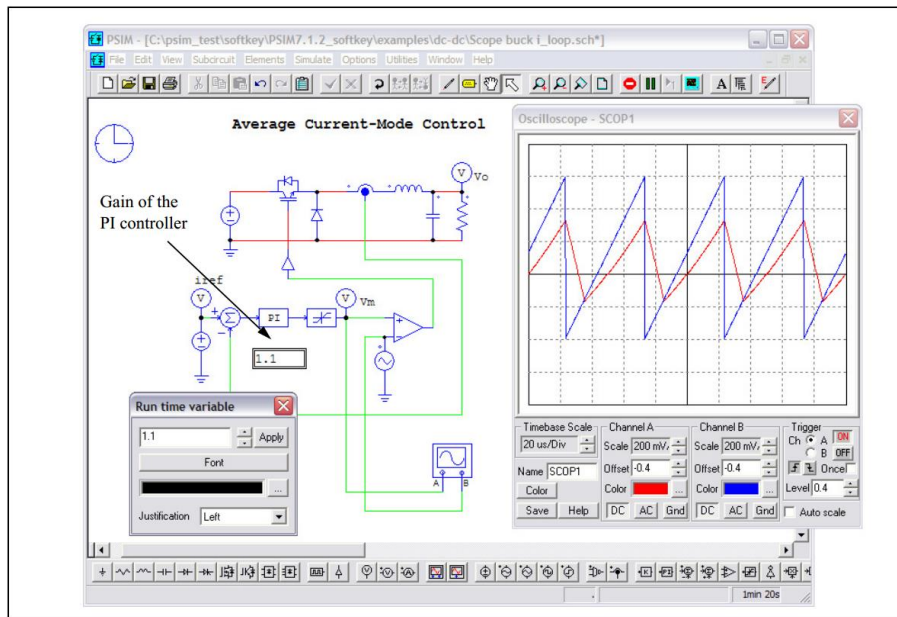 PSIM - [C:\psim_test\softkey\PSIM7.1.2_softkey\examples\dc-dc\Scope buck i_loop.sch*]
File Edit View Subcircuit Elements Simulate Options Utilities Window Help
Average Current-Mode Control
V
Vo
Gain of the
PI controller
iref
V
V
Vm
PI
1.1
A B
Run time variable
1.1
Apply
Font
...
Justification Left
Oscilloscope - SCOP1
Timebase Scale Channel A Channel B Trigger
20 us/Div Scale 200 mV/ Scale 200 mV/ Ch A ON
B OFF
Name SCOP1 Offset -0.4 Offset -0.4 Once
Color Color ... Color ... Level 0.4
Save Help DC AC Gnd DC AC Gnd Auto scale
1min 20s